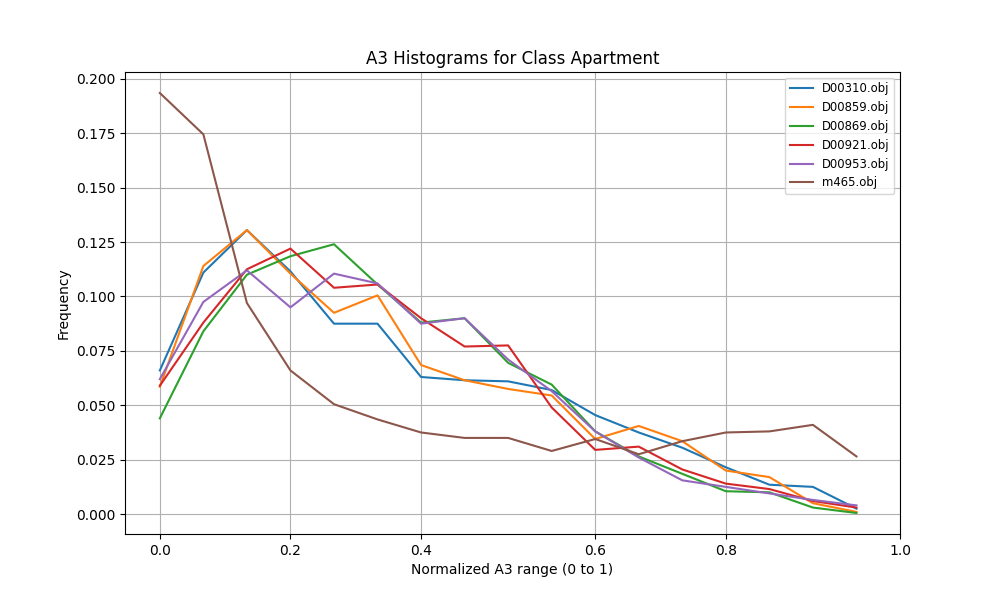 A3 Histograms for Class Apartment
0.200
0.175
0.150
0.125
0.100
0.075
0.050
0.025
0.000
Frequency
D00310.obj
D00859.obj
D00869.obj
D00921.obj
D00953.obj
m465.obj
0.0 0.2 0.4 0.6 0.8 1.0
Normalized A3 range (0 to 1)